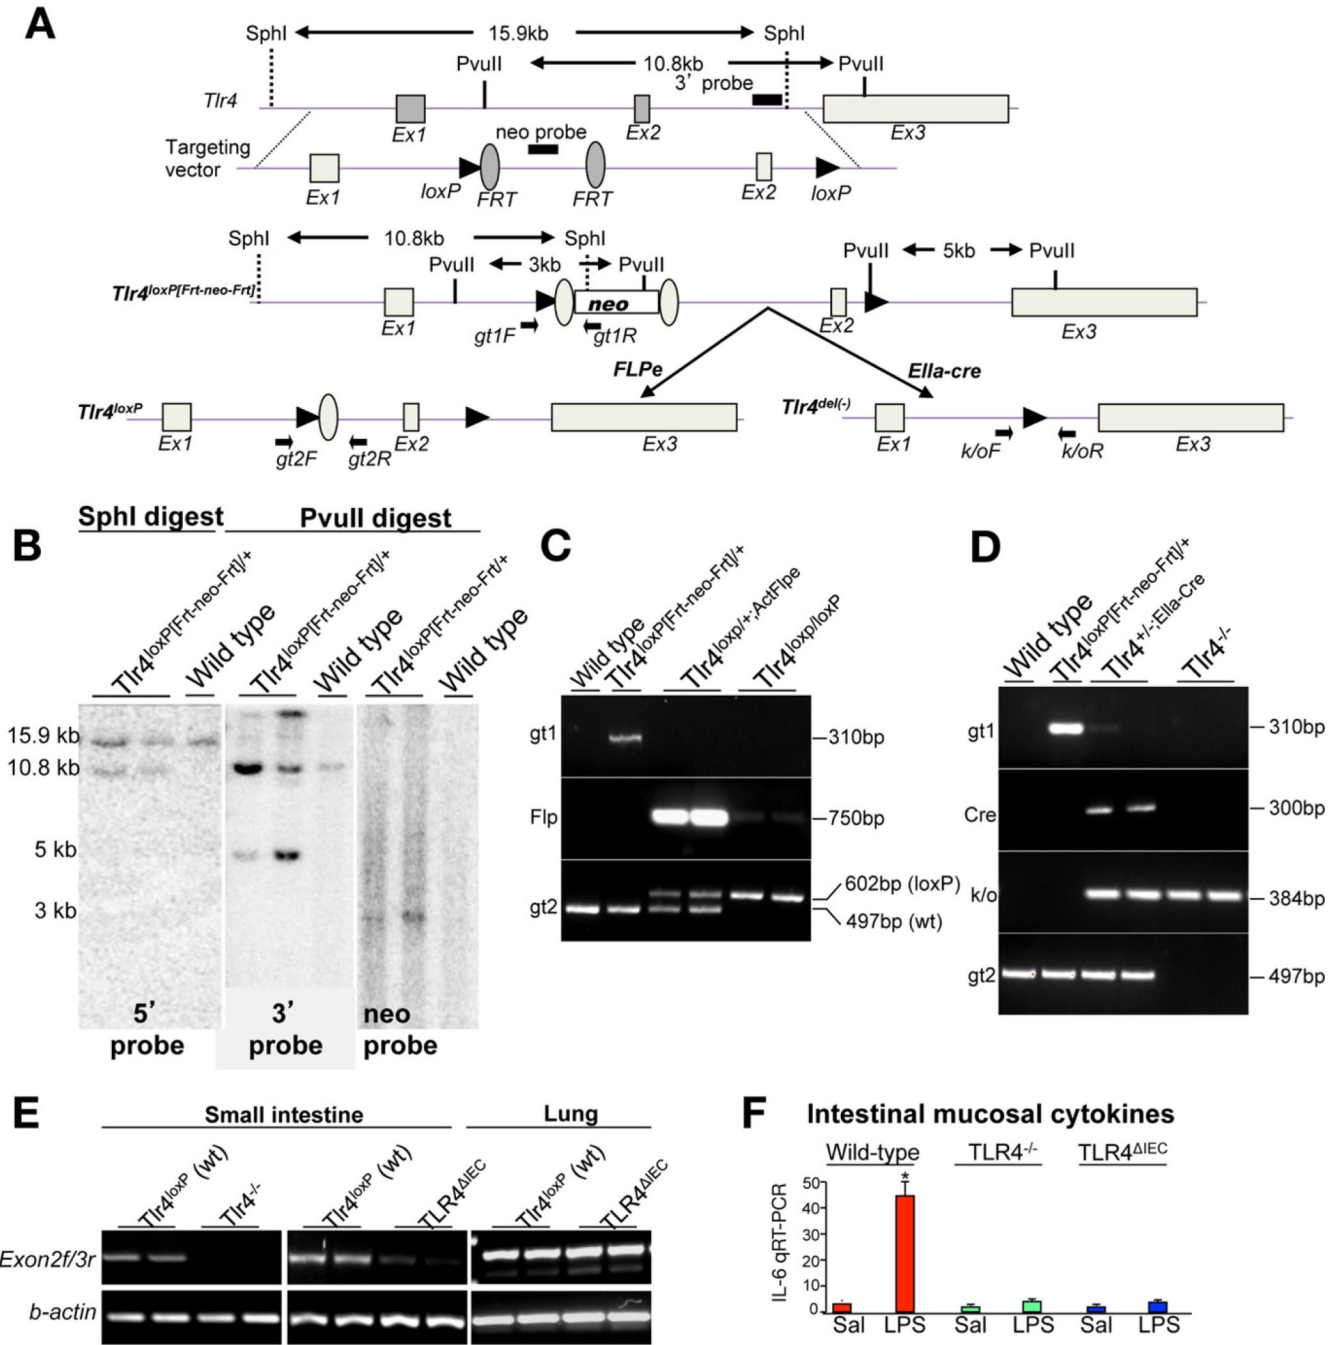 A
SphI 15.9kb SphI
PvuII 10.8kb PvuII
3’ probe
Tlr4
Ex1 Ex2 Ex3
neo probe
Targeting
vector
Ex1 loxP FRT FRT Ex2 loxP
SphI 10.8kb SphI
PvuII 3kb PvuII PvuII 5kb PvuII
Tlr4loxP[Frt-neo-Frt]
neo
Ex1 Ex2 Ex3
gt1F gt1R
FLPe EIIa-cre
Tlr4loxP
Ex1 Ex2 Ex3
gt2F gt2R
Tlr4del(-)
Ex1 Ex3
k/oF k/oR
B
SphI digest PvuII digest
Tlr4loxP[Frt-neo-Frt]/+
Wild type
Tlr4loxP[Frt-neo-Frt]/+
Wild type
Tlr4loxP[Frt-neo-Frt/+
Wild type
15.9 kb
10.8 kb
5 kb
3 kb
5’
probe
3’
probe
neo
probe
C
Wild type
Tlr4loxP[Frt-neo-Frt]/+
Tlr4loxp/+;ActFlpe
Tlr4loxp/loxP
gt1 310bp
Flp 750bp
gt2 602bp (loxP)
497bp (wt)
D
Wild type
Tlr4loxP[Frt-neo-Frt]/+
Tlr4+/-;EIIa-Cre
Tlr4-/-
gt1 310bp
Cre 300bp
k/o 384bp
gt2 497bp
E
Small intestine Lung
Tlr4loxP (wt)
Tlr4-/-
Tlr4loxP (wt)
TLR4ΔIEC
Tlr4loxP (wt)
TLR4ΔIEC
Exon2f/3r
b-actin
F
Intestinal mucosal cytokines
Wild-type TLR4-/- TLR4ΔIEC
IL-6 qRT-PCR
50
40
30
20
10
0
*
Sal LPS Sal LPS Sal LPS